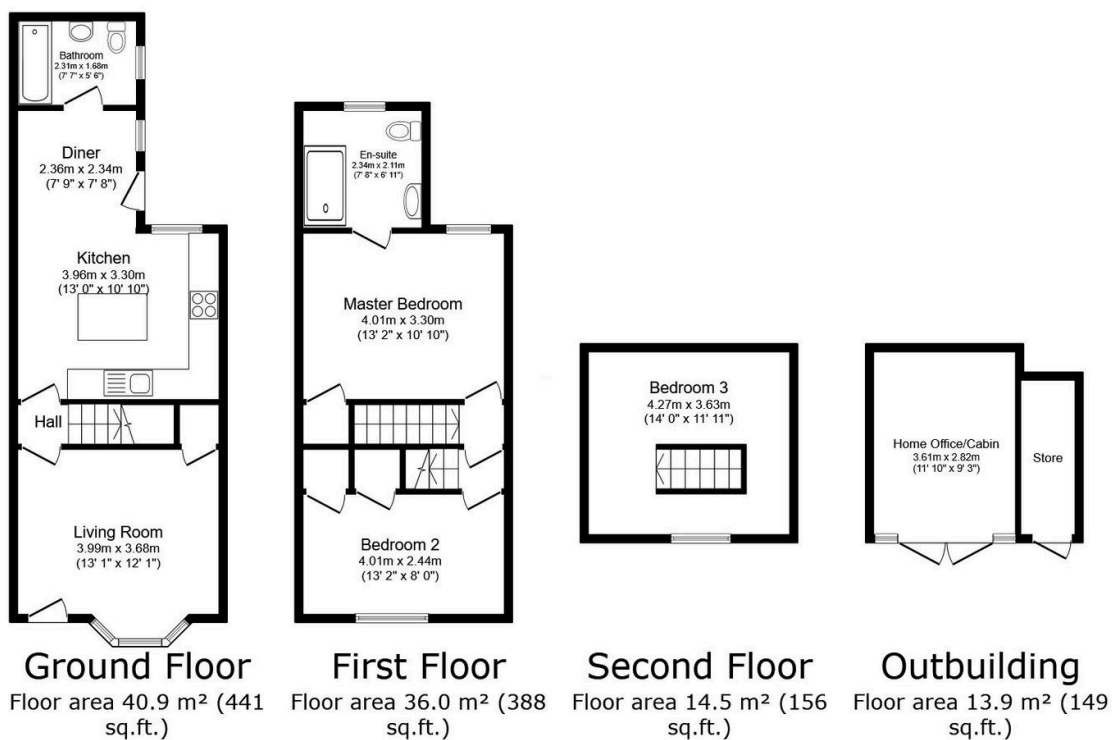 Bathroom
2.31m x 1.68m
(7' 7" x 5' 6")
Diner
2.36m x 2.34m
(7' 9" x 7' 8")
Kitchen
3.96m x 3.30m
(13' 0" x 10' 10")
Hall
Living Room
3.99m x 3.68m
(13' 1" x 12' 1")
Ground Floor
Floor area 40.9 m² (441
sq.ft.)
En-suite
2.34m x 2.11m
(7' 8" x 6' 11")
Master Bedroom
4.01m x 3.30m
(13' 2" x 10' 10")
Bedroom 2
4.01m x 2.44m
(13' 2" x 8' 0")
First Floor
Floor area 36.0 m² (388
sq.ft.)
Bedroom 3
4.27m x 3.63m
(14' 0" x 11' 11")
Second Floor
Floor area 14.5 m² (156
sq.ft.)
Home Office/Cabin
3.61m x 2.82m
(11' 10" x 9' 3")
Store
Outbuilding
Floor area 13.9 m² (149
sq.ft.)